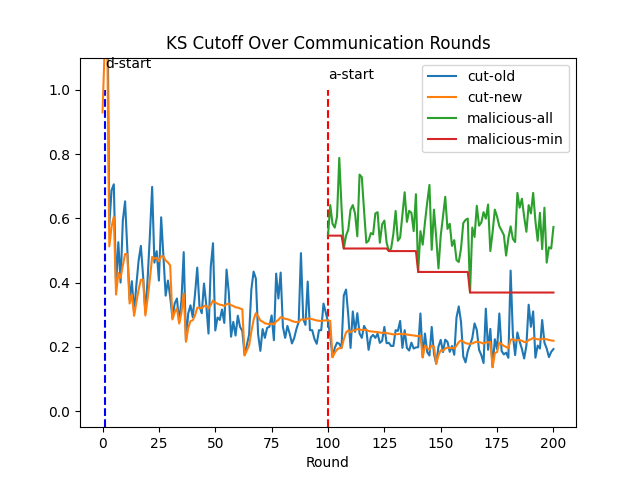 KS Cutoff Over Communication Rounds
d-start
a-start
cut-old
cut-new
malicious-all
malicious-min
1.0
0.8
0.6
0.4
0.2
0.0
0 25 50 75 100 125 150 175 200
Round